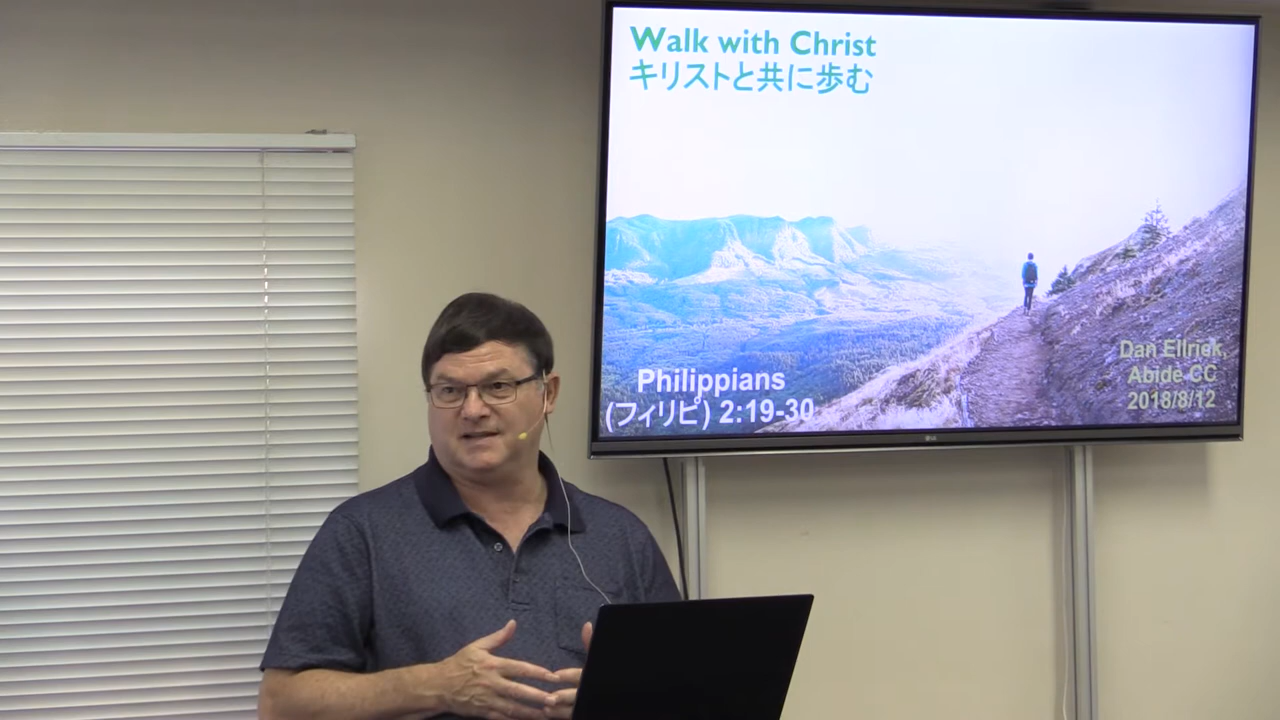 Walk with Christ
キリストと共に歩む
Philippians
(フィリピ) 2:19-30
Dan Ellrick,
Abide CC
2018/8/12
LG